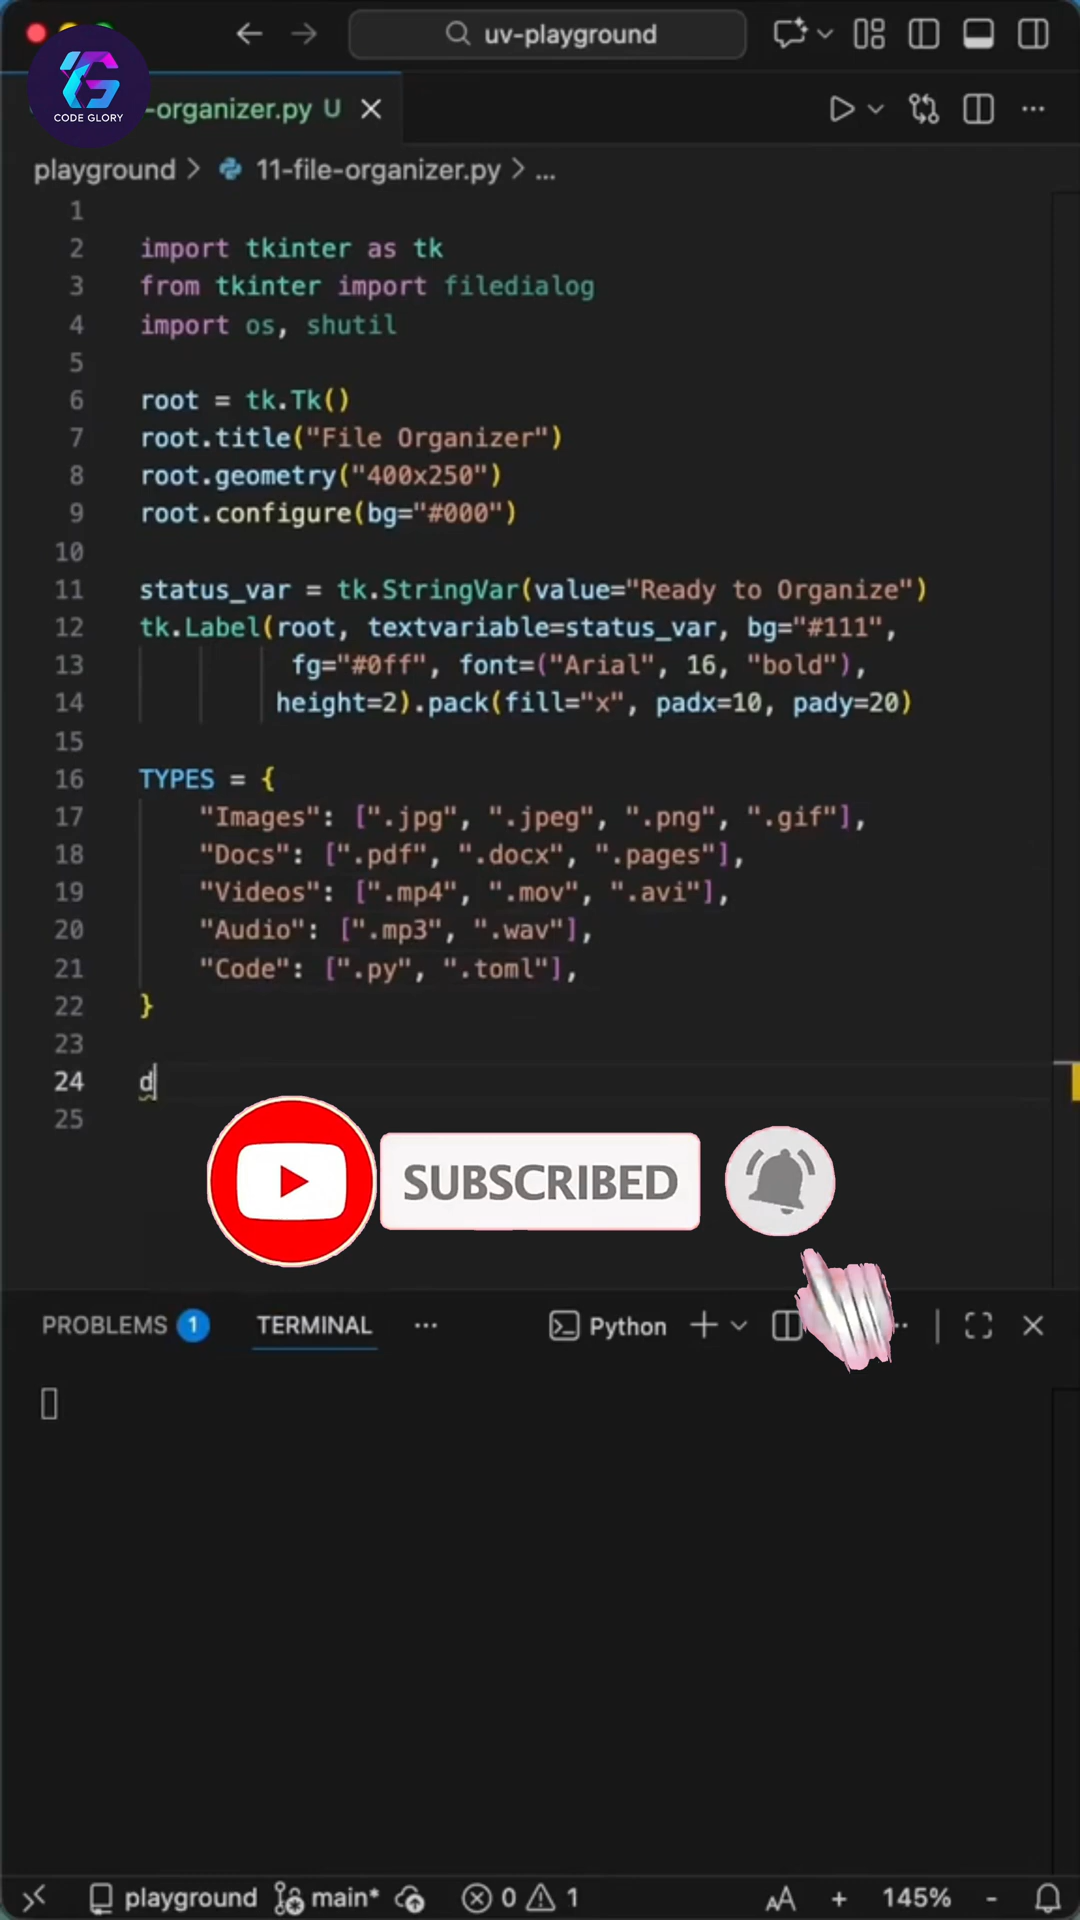 uv-playground
CODE GLORY
-organizer.py U
playground > 11-file-organizer.py > ...
1
2 import tkinter as tk
3 from tkinter import filedialog
4 import os, shutil
5
6 root = tk.Tk()
7 root.title("File Organizer")
8 root.geometry("400x250")
9 root.configure(bg="#000")
10
11 status_var = tk.StringVar(value="Ready to Organize")
12 tk.Label(root, textvariable=status_var, bg="#111",
13 fg="#0ff", font=("Arial", 16, "bold"),
14 height=2).pack(fill="x", padx=10, pady=20)
15
16 TYPES = {
17 "Images": [".jpg", ".jpeg", ".png", ".gif"],
18 "Docs": [".pdf", ".docx", ".pages"],
19 "Videos": [".mp4", ".mov", ".avi"],
20 "Audio": [".mp3", ".wav"],
21 "Code": [".py", ".toml"],
22 }
23
24 d
25
SUBSCRIBED
PROBLEMS 1 TERMINAL ... Python
playground main* 0 1 AA + 145% -